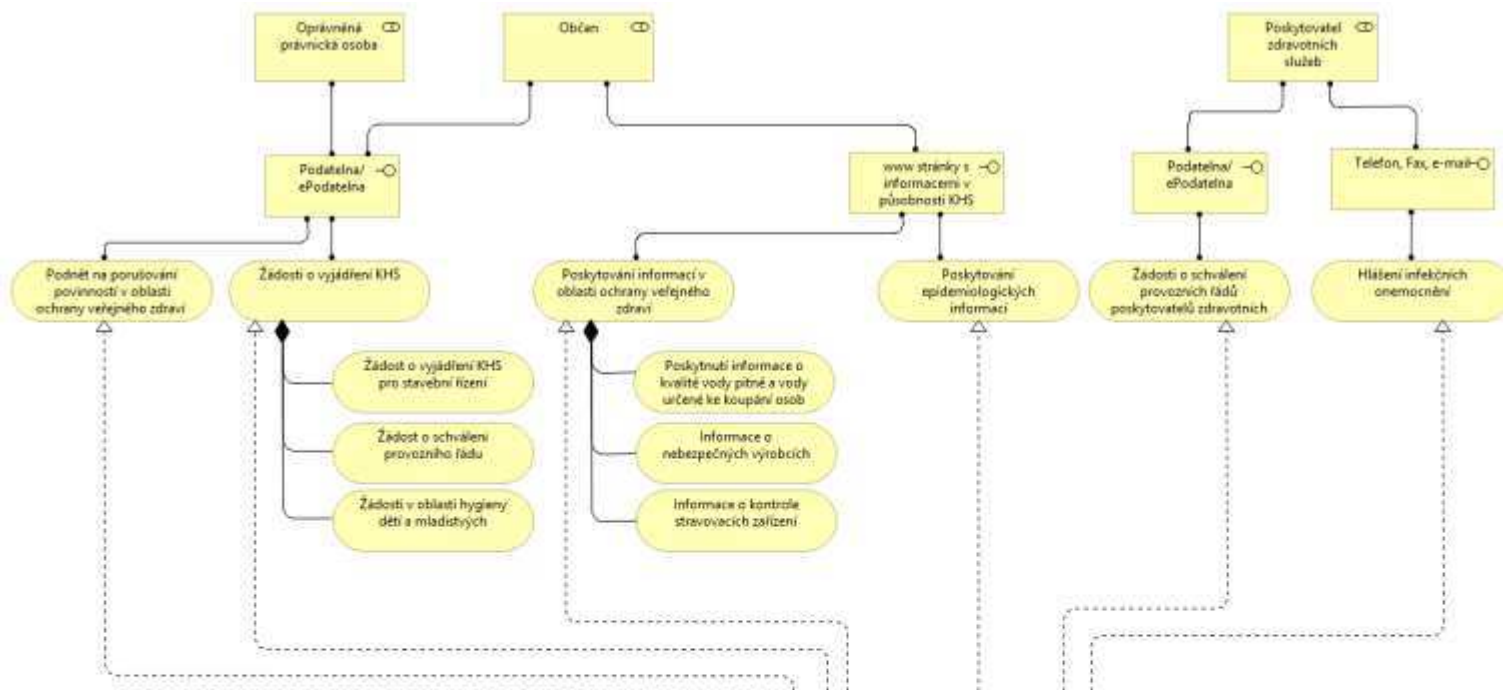 Oprávněná
právnická osoba
Občan
Poskytovatel
zdravotních
služeb
Podatelna/
ePodatelna
www stránky s
informacemi v
působnosti KHS
Podatelna/
ePodatelna
Telefon, Fax, e-mail
Podnět na porušování
povinností v oblasti
ochrany veřejného zdraví
Žádosti o vyjádření KHS
Poskytování informací v
oblasti ochrany veřejného
zdraví
Poskytování
epidemiologických
informací
Žádosti o schválení
provozních řádů
poskytovatelů zdravotních
Hlášení infekčních
onemocnění
Žádost o vyjádření KHS
pro stavební řízení
Žádost o schválení
provozního řádu
Žádosti v oblasti hygieny
dětí a mladistvých
Poskytnutí informace o
kvalitě vody pitné a vody
určené ke koupání osob
Informace o
nebezpečných výrobcích
Informace o kontrole
stravovacích zařízení